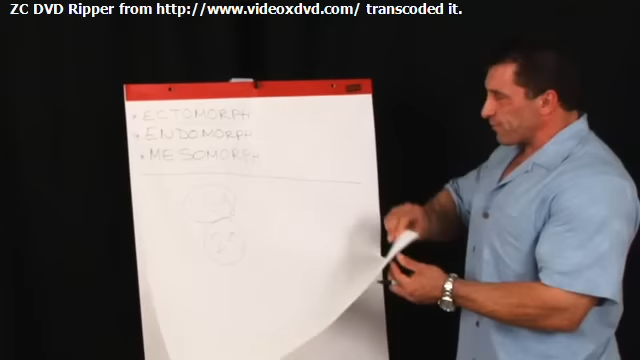 ZC DVD Ripper from http://www.videoxdvd.com/ transcoded it.
* ECTOMORPH
* ENDOMORPH
* MESOMORPH